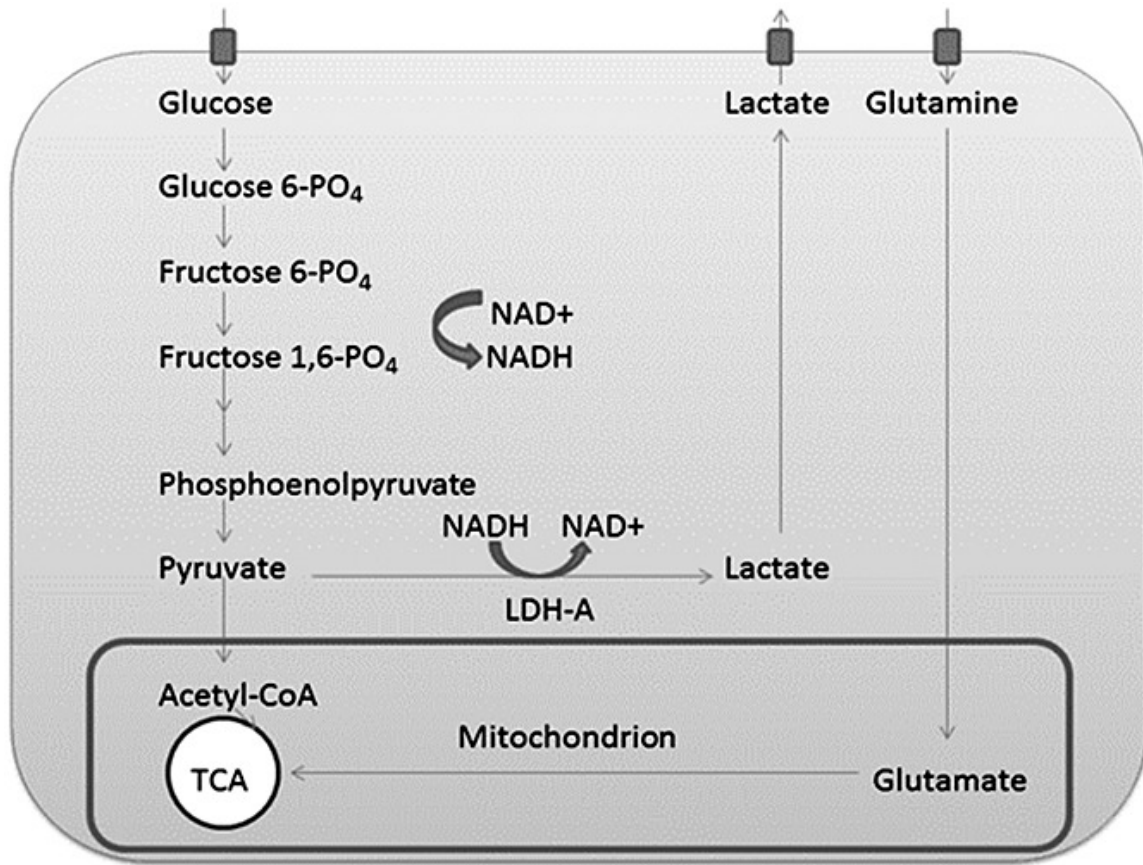 Glucose
Lactate
Glutamine
Glucose 6-PO₄
Fructose 6-PO₄
NAD+
Fructose 1,6-PO₄
NADH
Phosphoenolpyruvate
NADH
NAD+
Pyruvate
Lactate
LDH-A
Acetyl-CoA
Mitochondrion
TCA
Glutamate